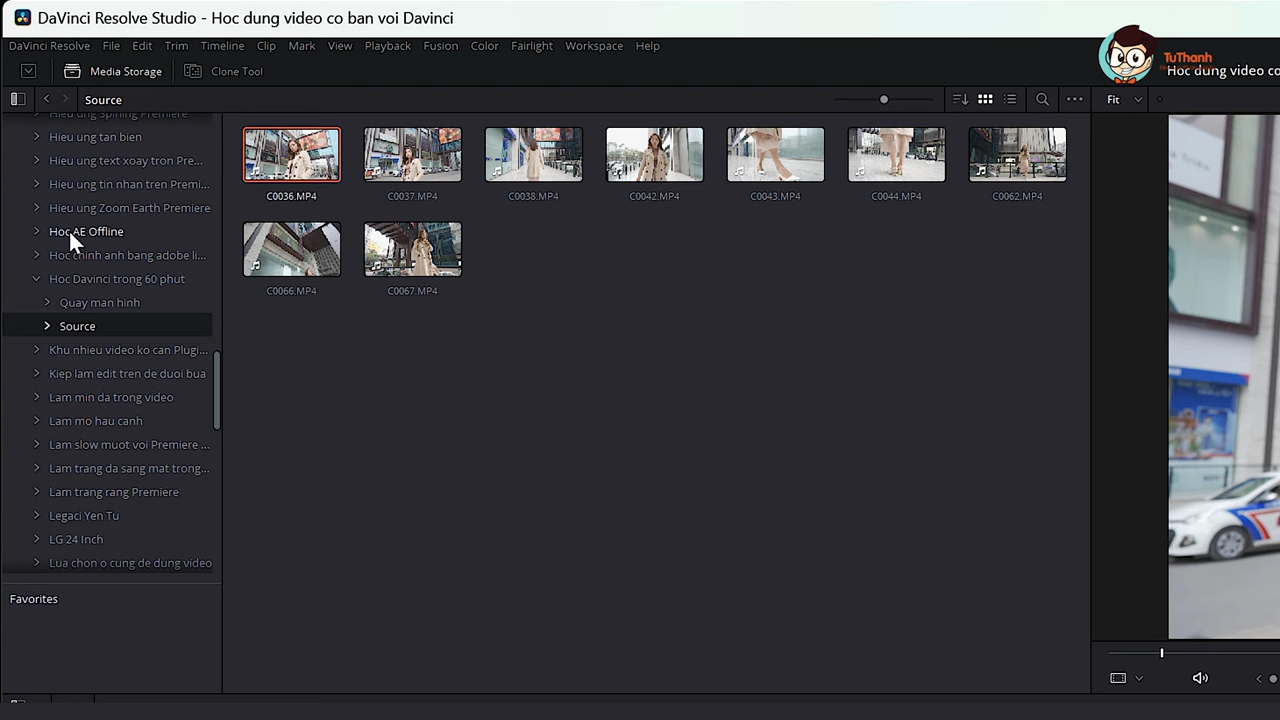 DaVinci Resolve Studio - Hoc dung video co ban voi Davinci
DaVinci Resolve File Edit Trim Timeline Clip Mark View Playback Fusion Color Fairlight Workspace Help
TuThanh
Media Storage Clone Tool Hoc dung video co
Source Fit
Hieu ung spining Premiere
Hieu ung tan bien
Hieu ung text xoay tron Pre...
Hieu ung tin nhan tren Premi...
Hieu ung Zoom Earth Premiere
Hoc AE Offline
Hoc chinh anh bang adobe li...
Hoc Davinci trong 60 phut
Quay man hinh
Source
Khu nhieu video ko can Plugi...
Kiep lam edit tren de duoi bua
Lam min da trong video
Lam mo hau canh
Lam slow muot voi Premiere ...
Lam trang da sang mat trong...
Lam trang rang Premiere
Legaci Yen Tu
LG 24 Inch
Lua chon o cung de dung video
Favorites
C0036.MP4 C0037.MP4 C0038.MP4 C0042.MP4 C0043.MP4 C0044.MP4 C0062.MP4
C0066.MP4 C0067.MP4